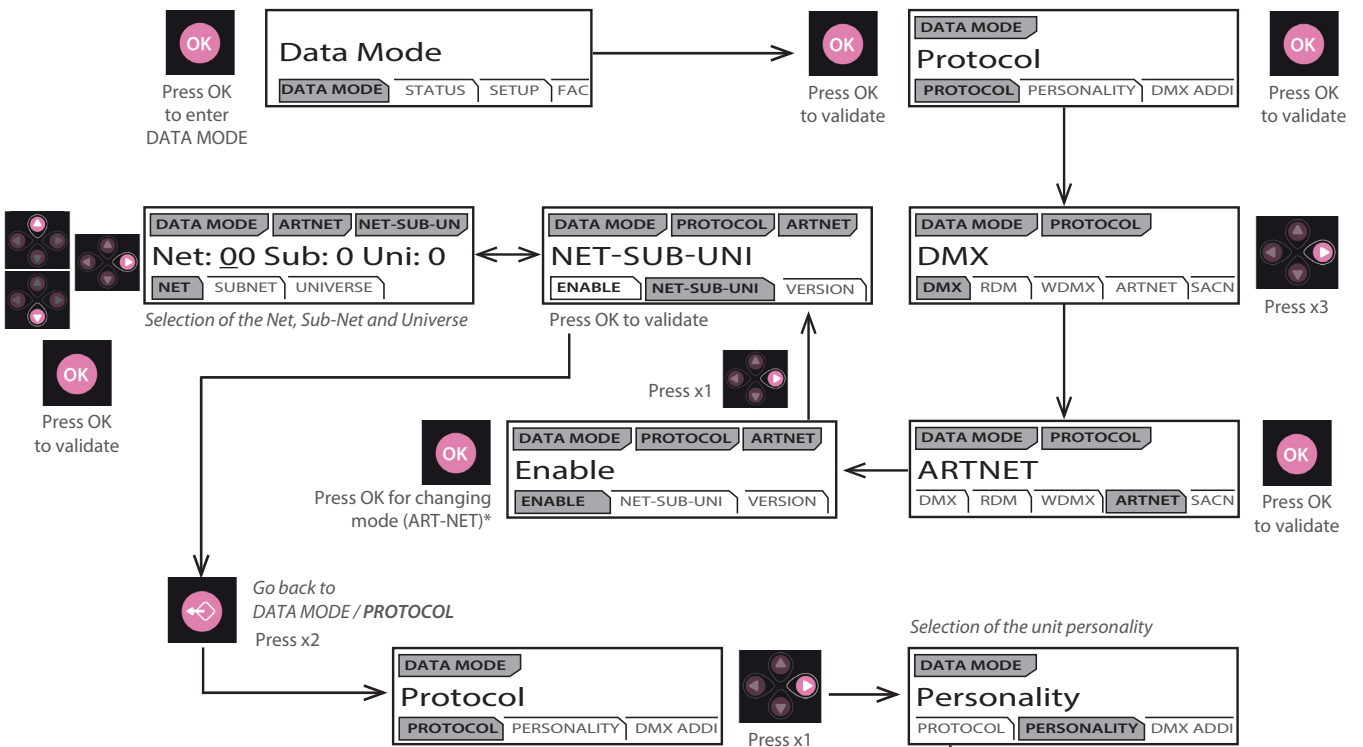 OK
Press OK
to enter
DATA MODE
Data Mode
DATA MODE STATUS SETUP FAC
OK
Press OK
to validate
DATA MODE
Protocol
PROTOCOL PERSONALITY DMX ADDI
OK
Press OK
to validate
DATA MODE ARTNET NET-SUB-UN
Net: 00 Sub: 0 Uni: 0
NET SUBNET UNIVERSE
Selection of the Net, Sub-Net and Universe
OK
Press OK
to validate
DATA MODE PROTOCOL ARTNET
NET-SUB-UNI
ENABLE NET-SUB-UNI VERSION
Press OK to validate
DATA MODE PROTOCOL
DMX
DMX RDM WDMX ARTNET SACN
Press x3
Press x1
OK
Press OK for changing
mode (ART-NET)*
DATA MODE PROTOCOL ARTNET
Enable
ENABLE NET-SUB-UNI VERSION
DATA MODE PROTOCOL
ARTNET
DMX RDM WDMX ARTNET SACN
OK
Press OK
to validate
Go back to
DATA MODE / PROTOCOL
Press x2
DATA MODE
Protocol
PROTOCOL PERSONALITY DMX ADDI
Press x1
Selection of the unit personality
DATA MODE
Personality
PROTOCOL PERSONALITY DMX ADDI